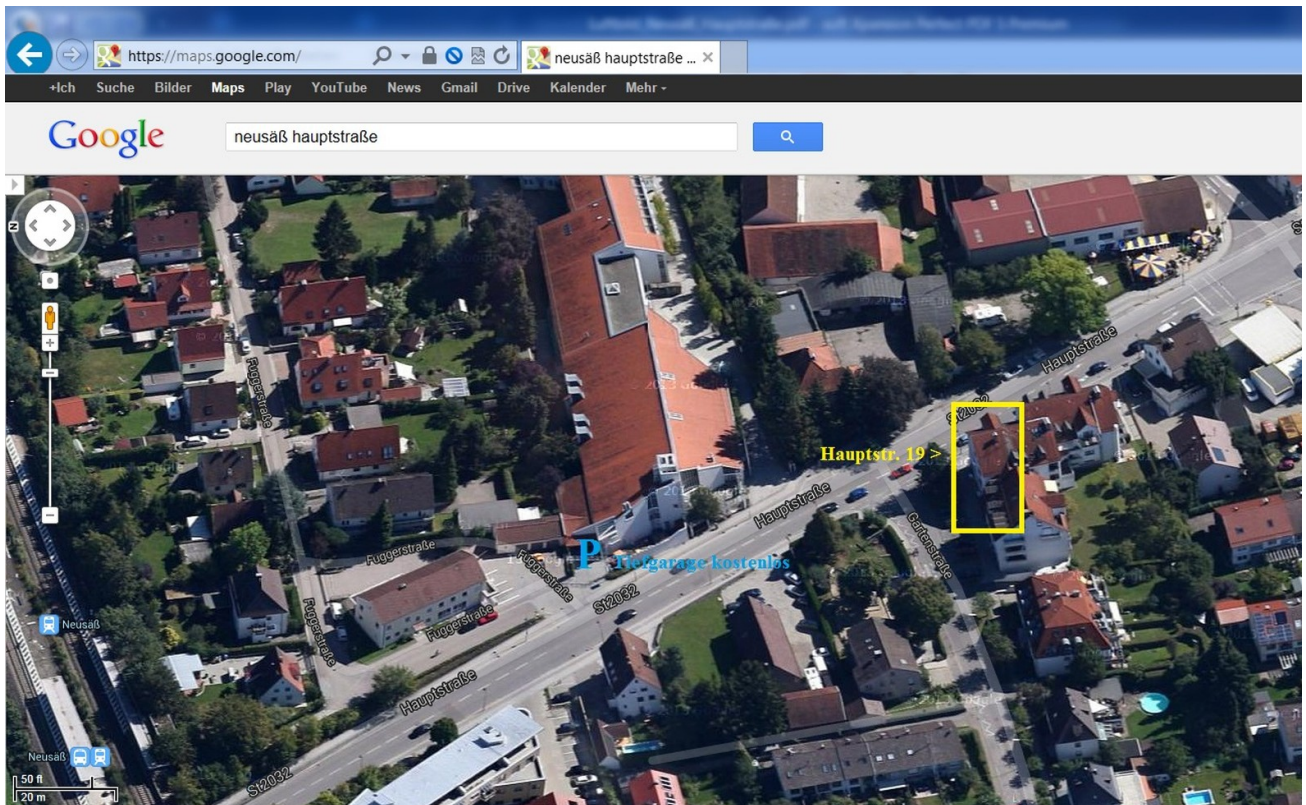 https://maps.google.com/
neusäß hauptstraße ...
+Ich Suche Bilder Maps Play YouTube News Gmail Drive Kalender Mehr
Google
neusäß hauptstraße
Hauptstraße
St2032
Fuggerstraße
Hauptstr. 19 >
Hauptstraße
Gartenstraße
Fuggerstraße
Fuggerstraße
P Tiefgarage kostenlos
St2032
Fuggerstraße
Fuggerstraße
Neusäß
Hauptstraße
Neusäß
St2032
50 ft
20 m